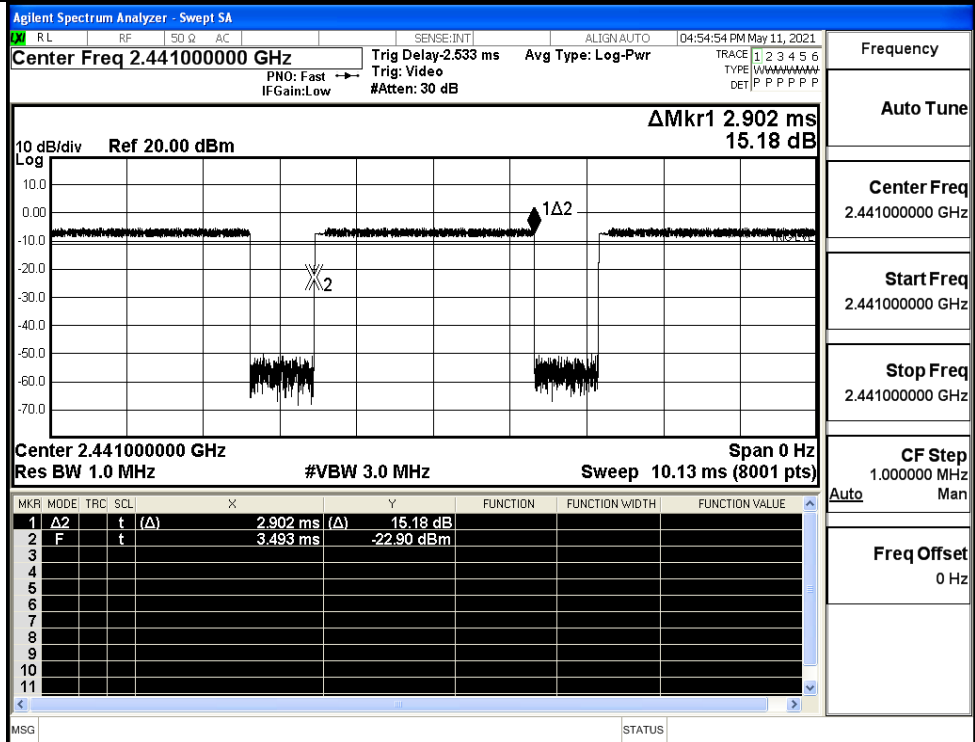 Agilent Spectrum Analyzer - Swept SA
LXI RL RF 50 Ω AC SENSE:INT ALIGN AUTO 04:54:54 PM May 11, 2021
Center Freq 2.441000000 GHz
PNO: Fast
IFGain:Low
Trig Delay-2.533 ms
Trig: Video
#Atten: 30 dB
Avg Type: Log-Pwr
TRACE 1 2 3 4 5 6
TYPE WWWWWW
DET P P P P P P
ΔMkr1 2.902 ms
15.18 dB
10 dB/div Ref 20.00 dBm
Log
10.0
0.00
-10.0
-20.0
-30.0
-40.0
-50.0
-60.0
-70.0
1Δ2
TRIG LVL
2
Center 2.441000000 GHz Span 0 Hz
Res BW 1.0 MHz #VBW 3.0 MHz Sweep 10.13 ms (8001 pts)
MKR MODE TRC SCL X Y FUNCTION FUNCTION WIDTH FUNCTION VALUE
1 Δ2 t (Δ) 2.902 ms (Δ) 15.18 dB
2 F t 3.493 ms -22.90 dBm
3
4
5
6
7
8
9
10
11
MSG STATUS
Frequency
Auto Tune
Center Freq
2.441000000 GHz
Start Freq
2.441000000 GHz
Stop Freq
2.441000000 GHz
CF Step
1.000000 MHz
Auto Man
Freq Offset
0 Hz